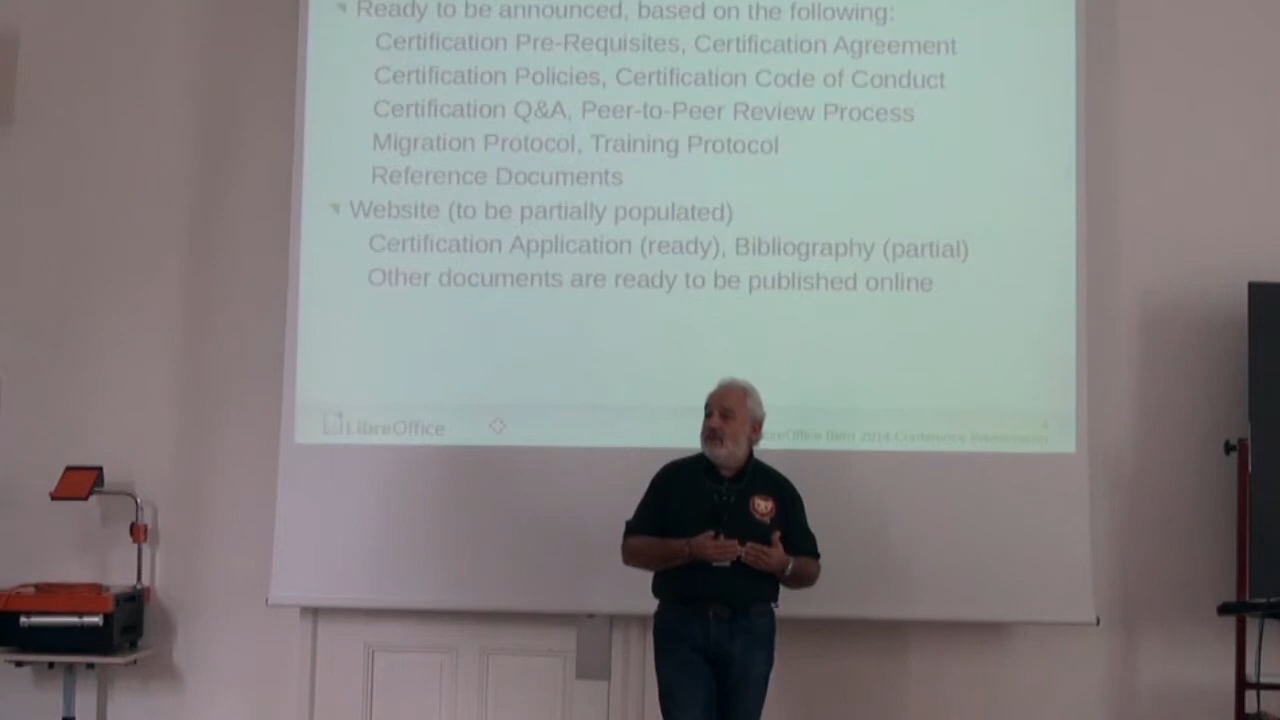 Ready to be announced, based on the following:
Certification Pre-Requisites, Certification Agreement
Certification Policies, Certification Code of Conduct
Certification Q&A, Peer-to-Peer Review Process
Migration Protocol, Training Protocol
Reference Documents
Website (to be partially populated)
Certification Application (ready), Bibliography (partial)
Other documents are ready to be published online
LibreOffice
2014 Conference